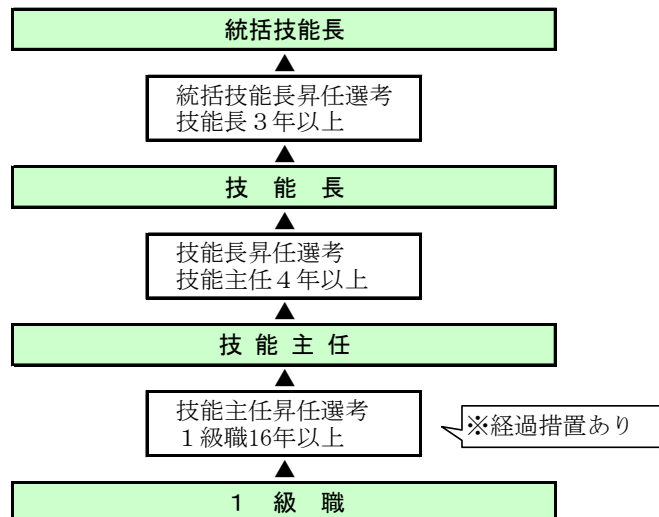 統括技能長
▲
統括技能長昇任選考
技能長３年以上
▲
技　能　長
▲
技能長昇任選考
技能主任４年以上
▲
技 能 主 任
▲
技能主任昇任選考
１級職16年以上
※経過措置あり
▲
１　級　職